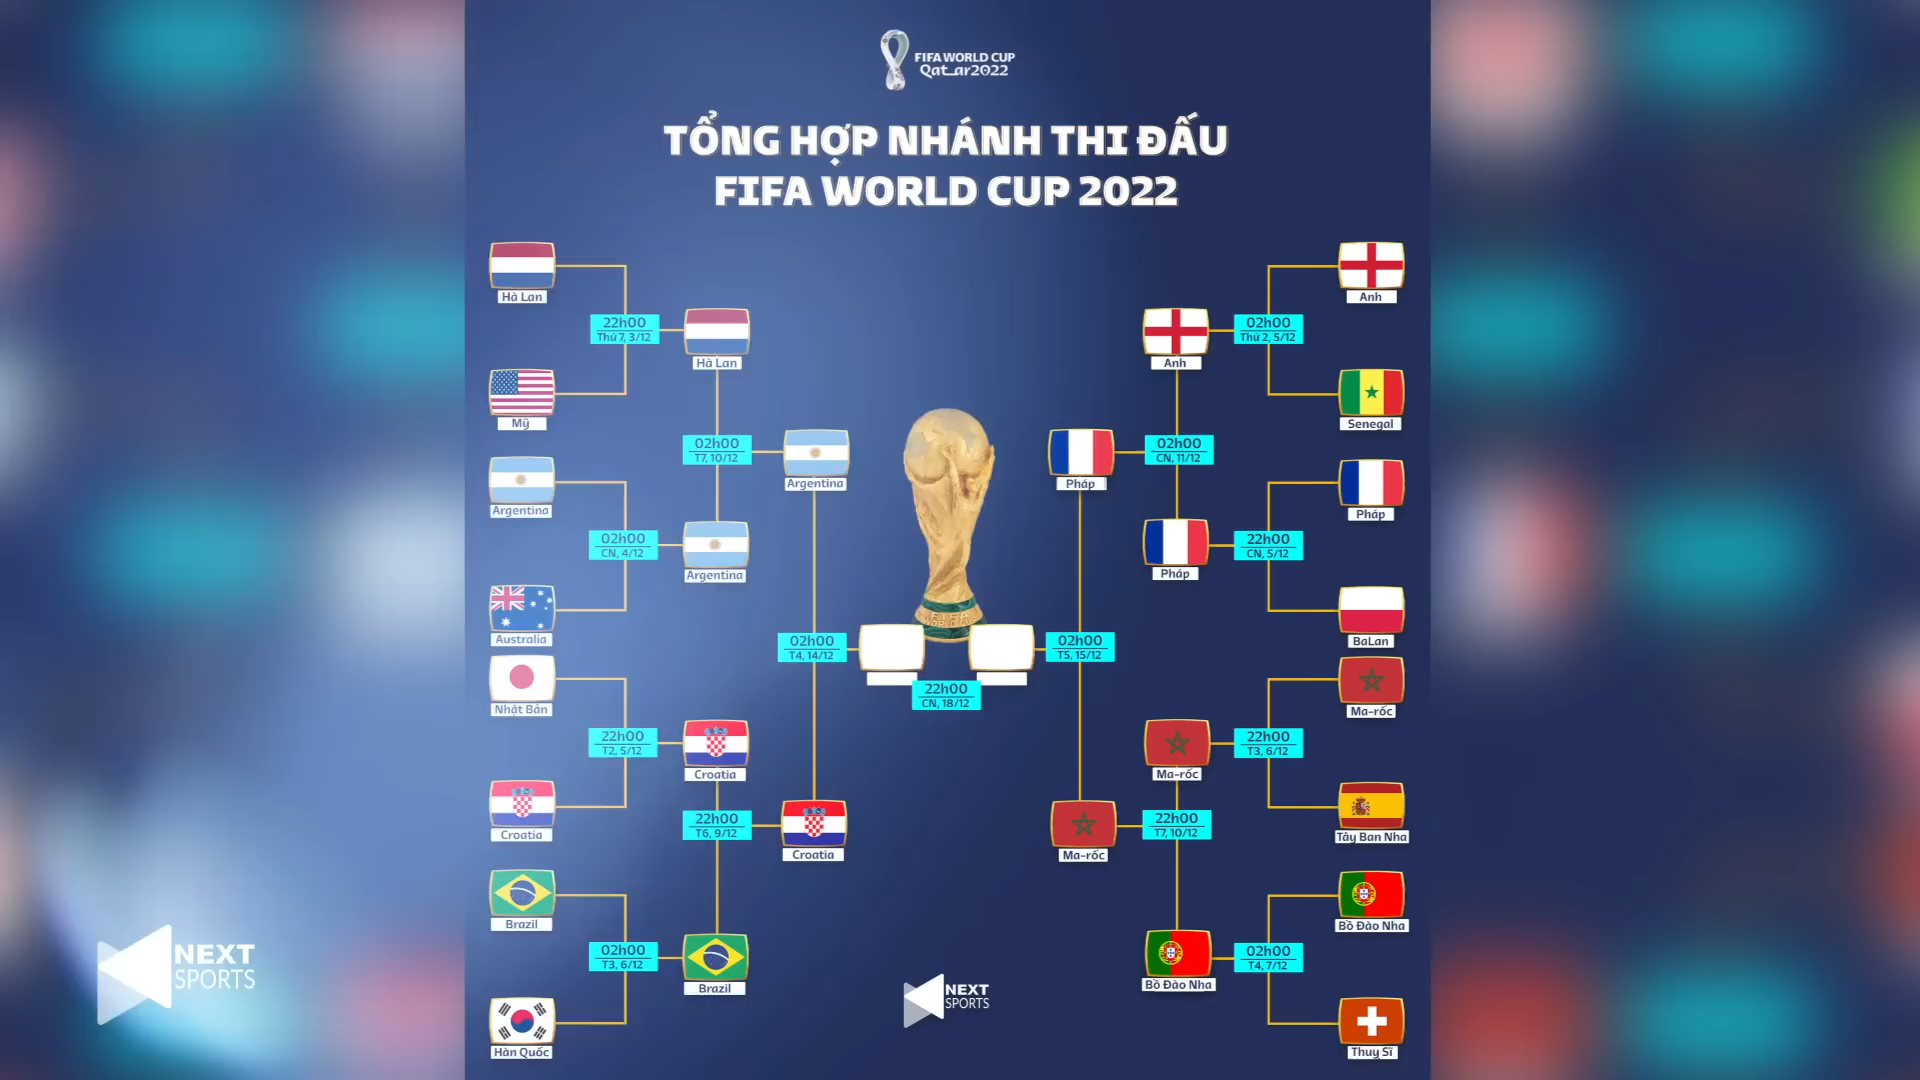 FIFA WORLD CUP
Qatar2022
TỔNG HỢP NHÁNH THI ĐẤU
FIFA WORLD CUP 2022
Hà Lan
22h00
Thứ 7, 3/12
Hà Lan
Mỹ
02h00
T7, 10/12
Argentina
Argentina
02h00
CN, 4/12
Argentina
Australia
02h00
T4, 14/12
Nhật Bản
22h00
T2, 5/12
Croatia
Croatia
22h00
T6, 9/12
Croatia
Brazil
02h00
T3, 6/12
Brazil
Hàn Quốc
22h00
CN, 18/12
Anh
Anh
02h00
Thứ 2, 5/12
Senegal
Pháp
02h00
CN, 11/12
Pháp
Pháp
22h00
CN, 5/12
BaLan
02h00
T5, 15/12
Ma-rốc
Ma-rốc
22h00
T3, 6/12
Tây Ban Nha
Ma-rốc
22h00
T7, 10/12
Bồ Đào Nha
Bồ Đào Nha
02h00
T4, 7/12
Thuỵ Sĩ
NEXT
SPORTS
NEXT
SPORTS